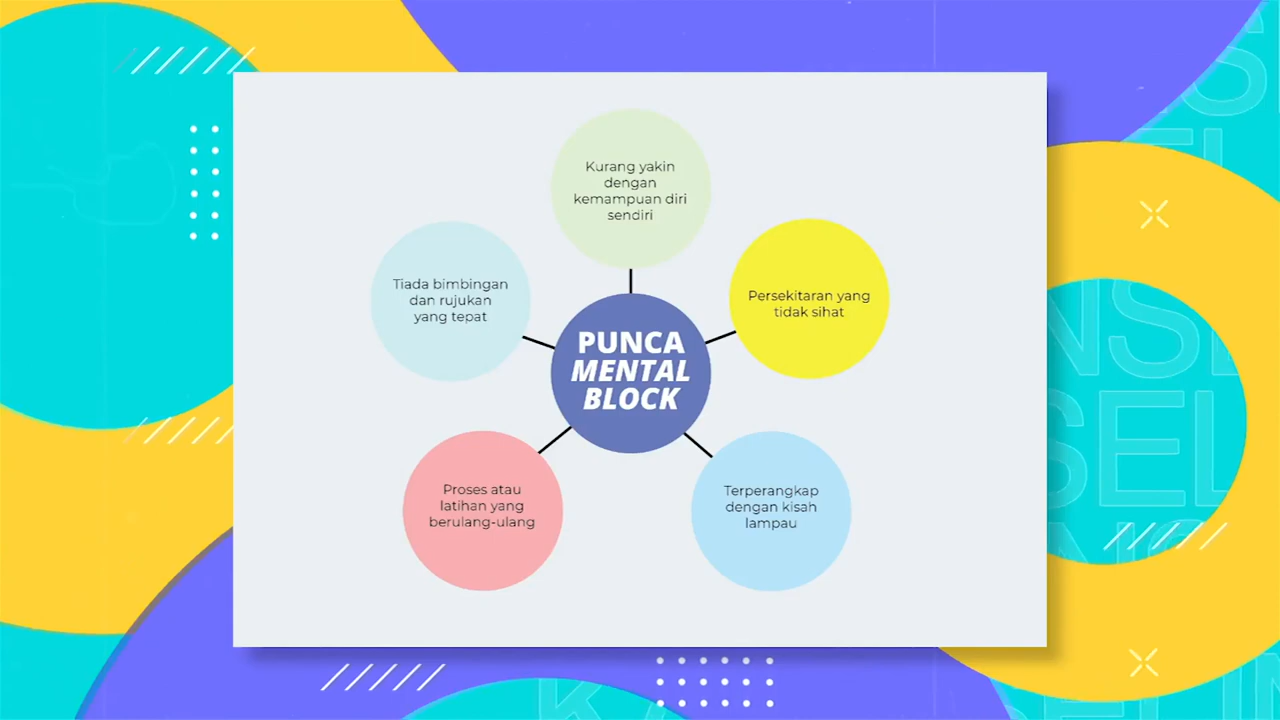 Kurang yakin
dengan
kemampuan diri
sendiri
Persekitaran yang
tidak sihat
Terperangkap
dengan kisah
lampau
Proses atau
latihan yang
berulang-ulang
Tiada bimbingan
dan rujukan
yang tepat
PUNCA
MENTAL
BLOCK